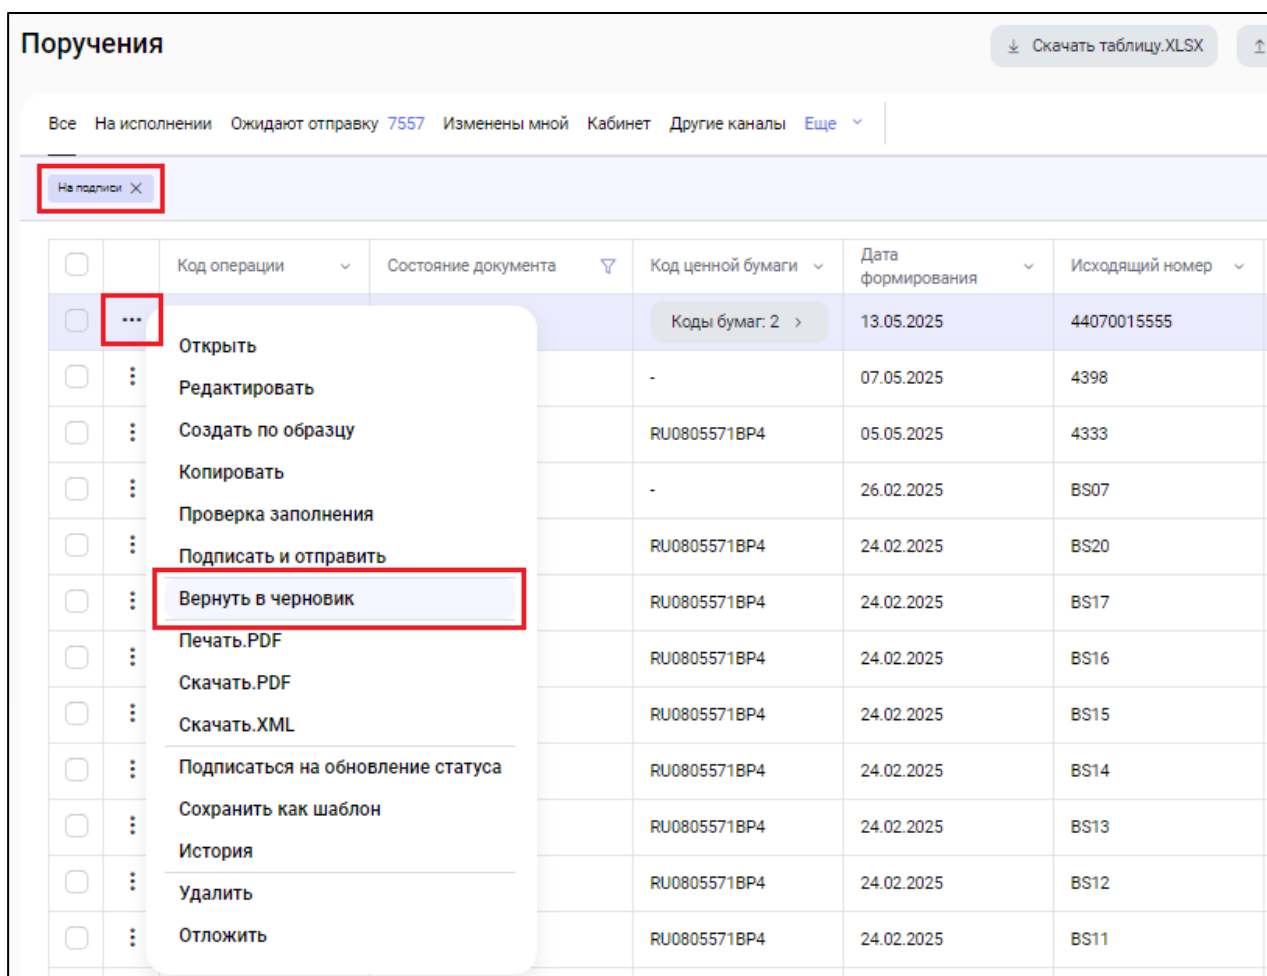 Поручения
Скачать таблицу.XLSX
Все На исполнении Ожидают отправку 7557 Изменены мной Кабинет Другие каналы Еще
На подписи
Код операции Состояние документа Код ценной бумаги Дата формирования Исходящий номер
Коды бумаг: 2 13.05.2025 44070015555
Открыть
- 07.05.2025 4398
Редактировать
Создать по образцу RU0805571BP4 05.05.2025 4333
Копировать
- 26.02.2025 BS07
Проверка заполнения
Подписать и отправить RU0805571BP4 24.02.2025 BS20
Вернуть в черновик RU0805571BP4 24.02.2025 BS17
Печать.PDF
RU0805571BP4 24.02.2025 BS16
Скачать.PDF
Скачать.XML RU0805571BP4 24.02.2025 BS15
Подписаться на обновление статуса RU0805571BP4 24.02.2025 BS14
Сохранить как шаблон
RU0805571BP4 24.02.2025 BS13
История
Удалить RU0805571BP4 24.02.2025 BS12
Отложить RU0805571BP4 24.02.2025 BS11